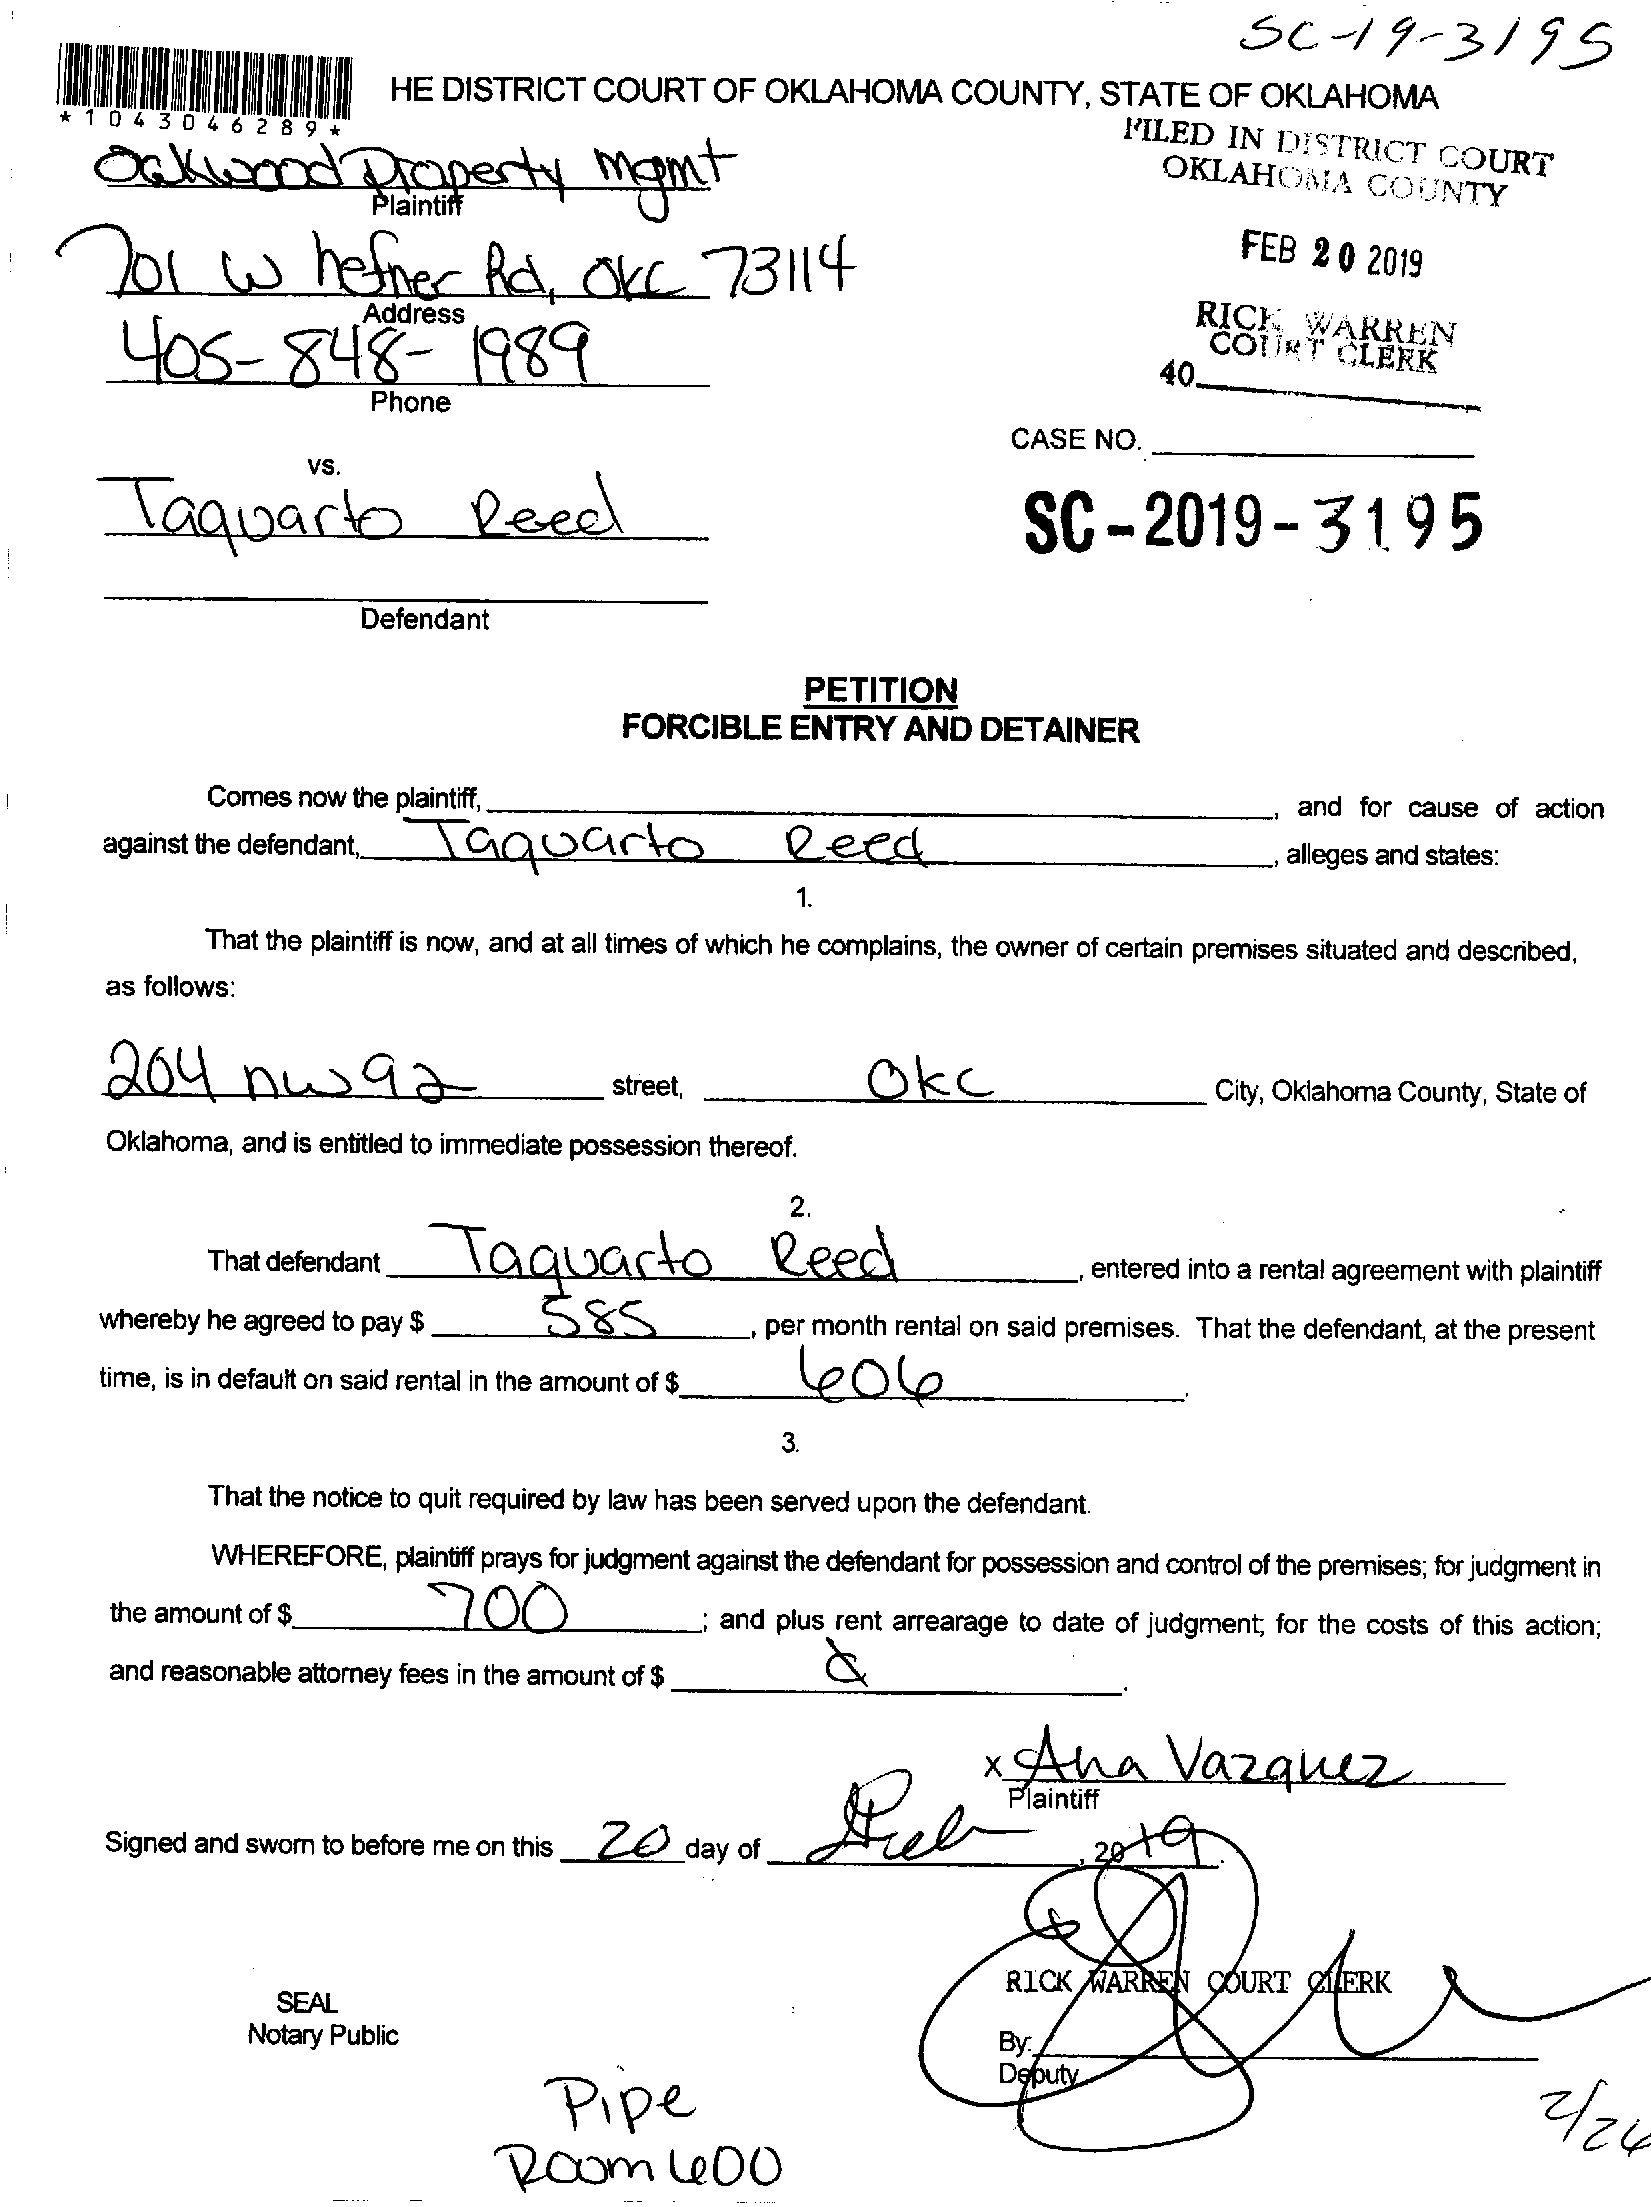 SC-19-3195
*1043046289*
HE DISTRICT COURT OF OKLAHOMA COUNTY, STATE OF OKLAHOMA
FILED IN DISTRICT COURT
OKLAHOMA COUNTY
Oakwood Property Mgmt
Plaintiff
FEB 20 2019
701 W hefner Rd, OKC 73114
Address
RICK WARREN
COURT CLERK
405-848-1989
40
Phone
CASE NO.
vs.
Taquarto Reed
SC-2019-3195
Defendant
PETITION
FORCIBLE ENTRY AND DETAINER
Comes now the plaintiff, , and for cause of action
against the defendant, Taquarto Reed, alleges and states:
1.
That the plaintiff is now, and at all times of which he complains, the owner of certain premises situated and described,
as follows:
204 nw 92 street, OKC City, Oklahoma County, State of
Oklahoma, and is entitled to immediate possession thereof.
2.
That defendant Taquarto Reed, entered into a rental agreement with plaintiff
whereby he agreed to pay $ 585, per month rental on said premises. That the defendant, at the present
time, is in default on said rental in the amount of $ 606.
3.
That the notice to quit required by law has been served upon the defendant.
WHEREFORE, plaintiff prays for judgment against the defendant for possession and control of the premises; for judgment in
the amount of $ 700; and plus rent arrearage to date of judgment; for the costs of this action;
and reasonable attorney fees in the amount of $ .
x Ana Vazquez
Plaintiff
Signed and sworn to before me on this 20 day of Feb, 2019.
RICK WARREN COURT CLERK
SEAL
Notary Public
By:
Deputy
Pipe
2/26
Room 600